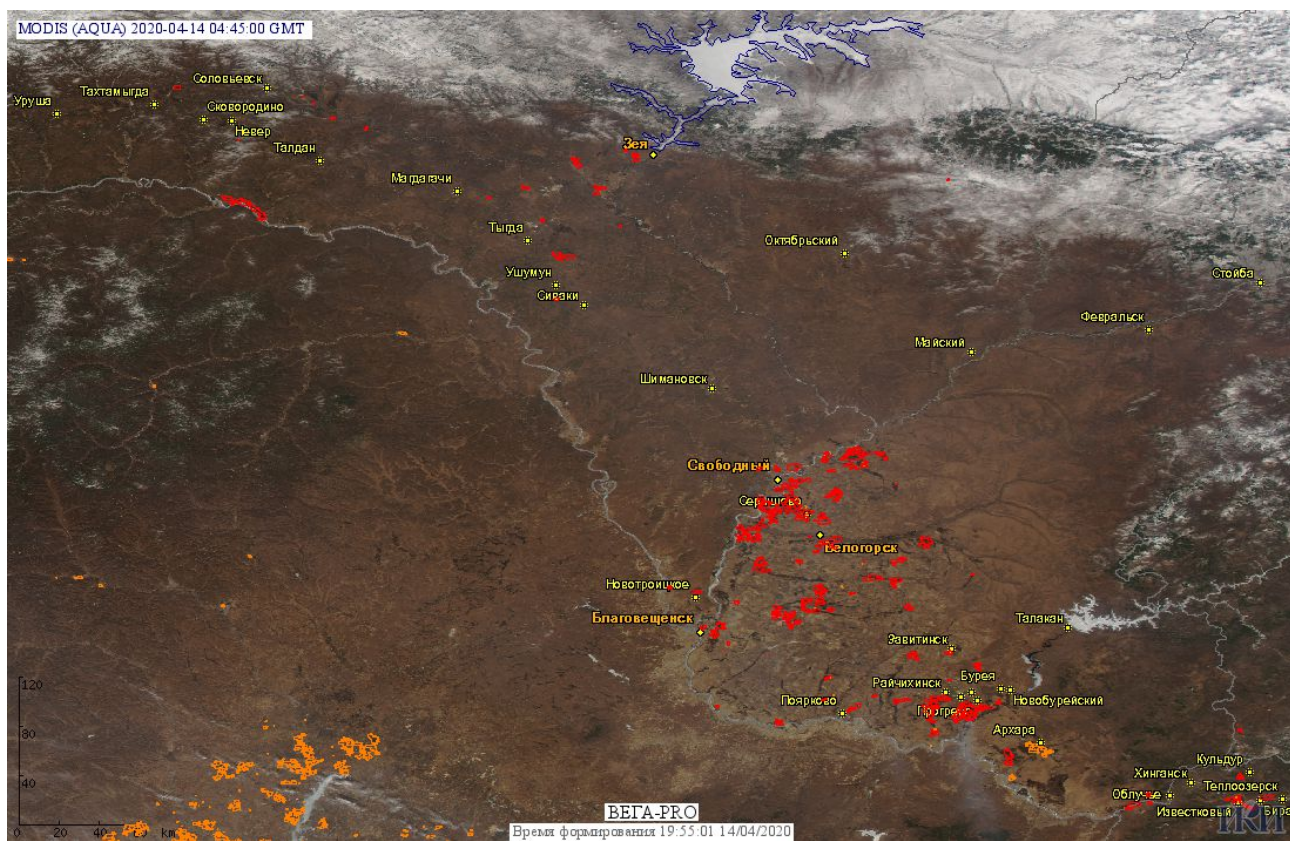 MODIS (AQUA) 2020-04-14 04:45:00 GMT
Соловьевск
Тахтамыгда
Уруша
Сковородино
Невер
Зея
Талдан
Магдагачи
Тыгда
Октябрьский
Ушумун
Стойба
Сиваки
Февральск
Майский
Шимановск
Свободный
Серышево
Белогорск
Новотроицкое
Благовещенск
Талакан
Завитинск
Бурея
Райчихинск
120
Новобурейский
Поярково
Прогресс
Архара
80
Кульдур
Хинганск
40
Теплоозерск
Облучье
Известковый
Бира
ВЕГА-PRO
0 20 40 km
Время формирования 19:55:01 14/04/2020
ИКИ